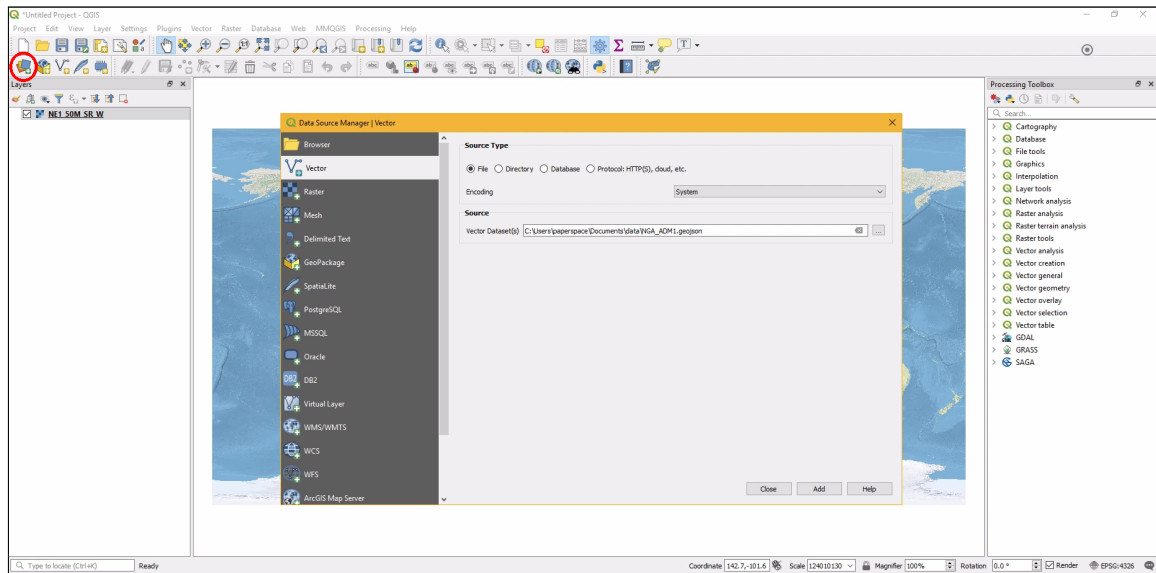 *Untitled Project - QGIS
Project Edit View Layer Settings Plugins Vector Raster Database Web MMQGIS Processing Help
Layers
NE1_50M_SR_W
Data Source Manager | Vector
Browser
Vector
Raster
Mesh
Delimited Text
GeoPackage
SpatiaLite
PostgreSQL
MSSQL
Oracle
DB2
DB2
Virtual Layer
WMS/WMTS
WCS
WFS
ArcGIS Map Server
Source Type
File Directory Database Protocol: HTTP(S), cloud, etc.
Encoding System
Source
Vector Dataset(s) C:\Users\paperspace\Documents\data\NGA_ADM1.geojson ...
Close Add Help
Processing Toolbox
Search...
Cartography
Database
File tools
Graphics
Interpolation
Layer tools
Network analysis
Raster analysis
Raster terrain analysis
Raster tools
Vector analysis
Vector creation
Vector general
Vector geometry
Vector overlay
Vector selection
Vector table
GDAL
GRASS
SAGA
Type to locate (Ctrl+K) Ready Coordinate 142.7,-101.6 Scale 124010130 Magnifier 100% Rotation 0.0 ° Render EPSG:4326